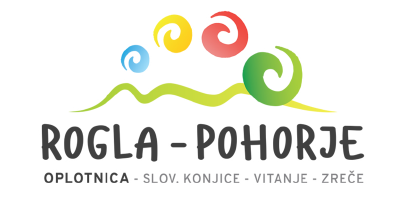 ROGLA - POHORJE
OPLOTNICA - SLOV. KONJICE - VITANJE - ZREČE